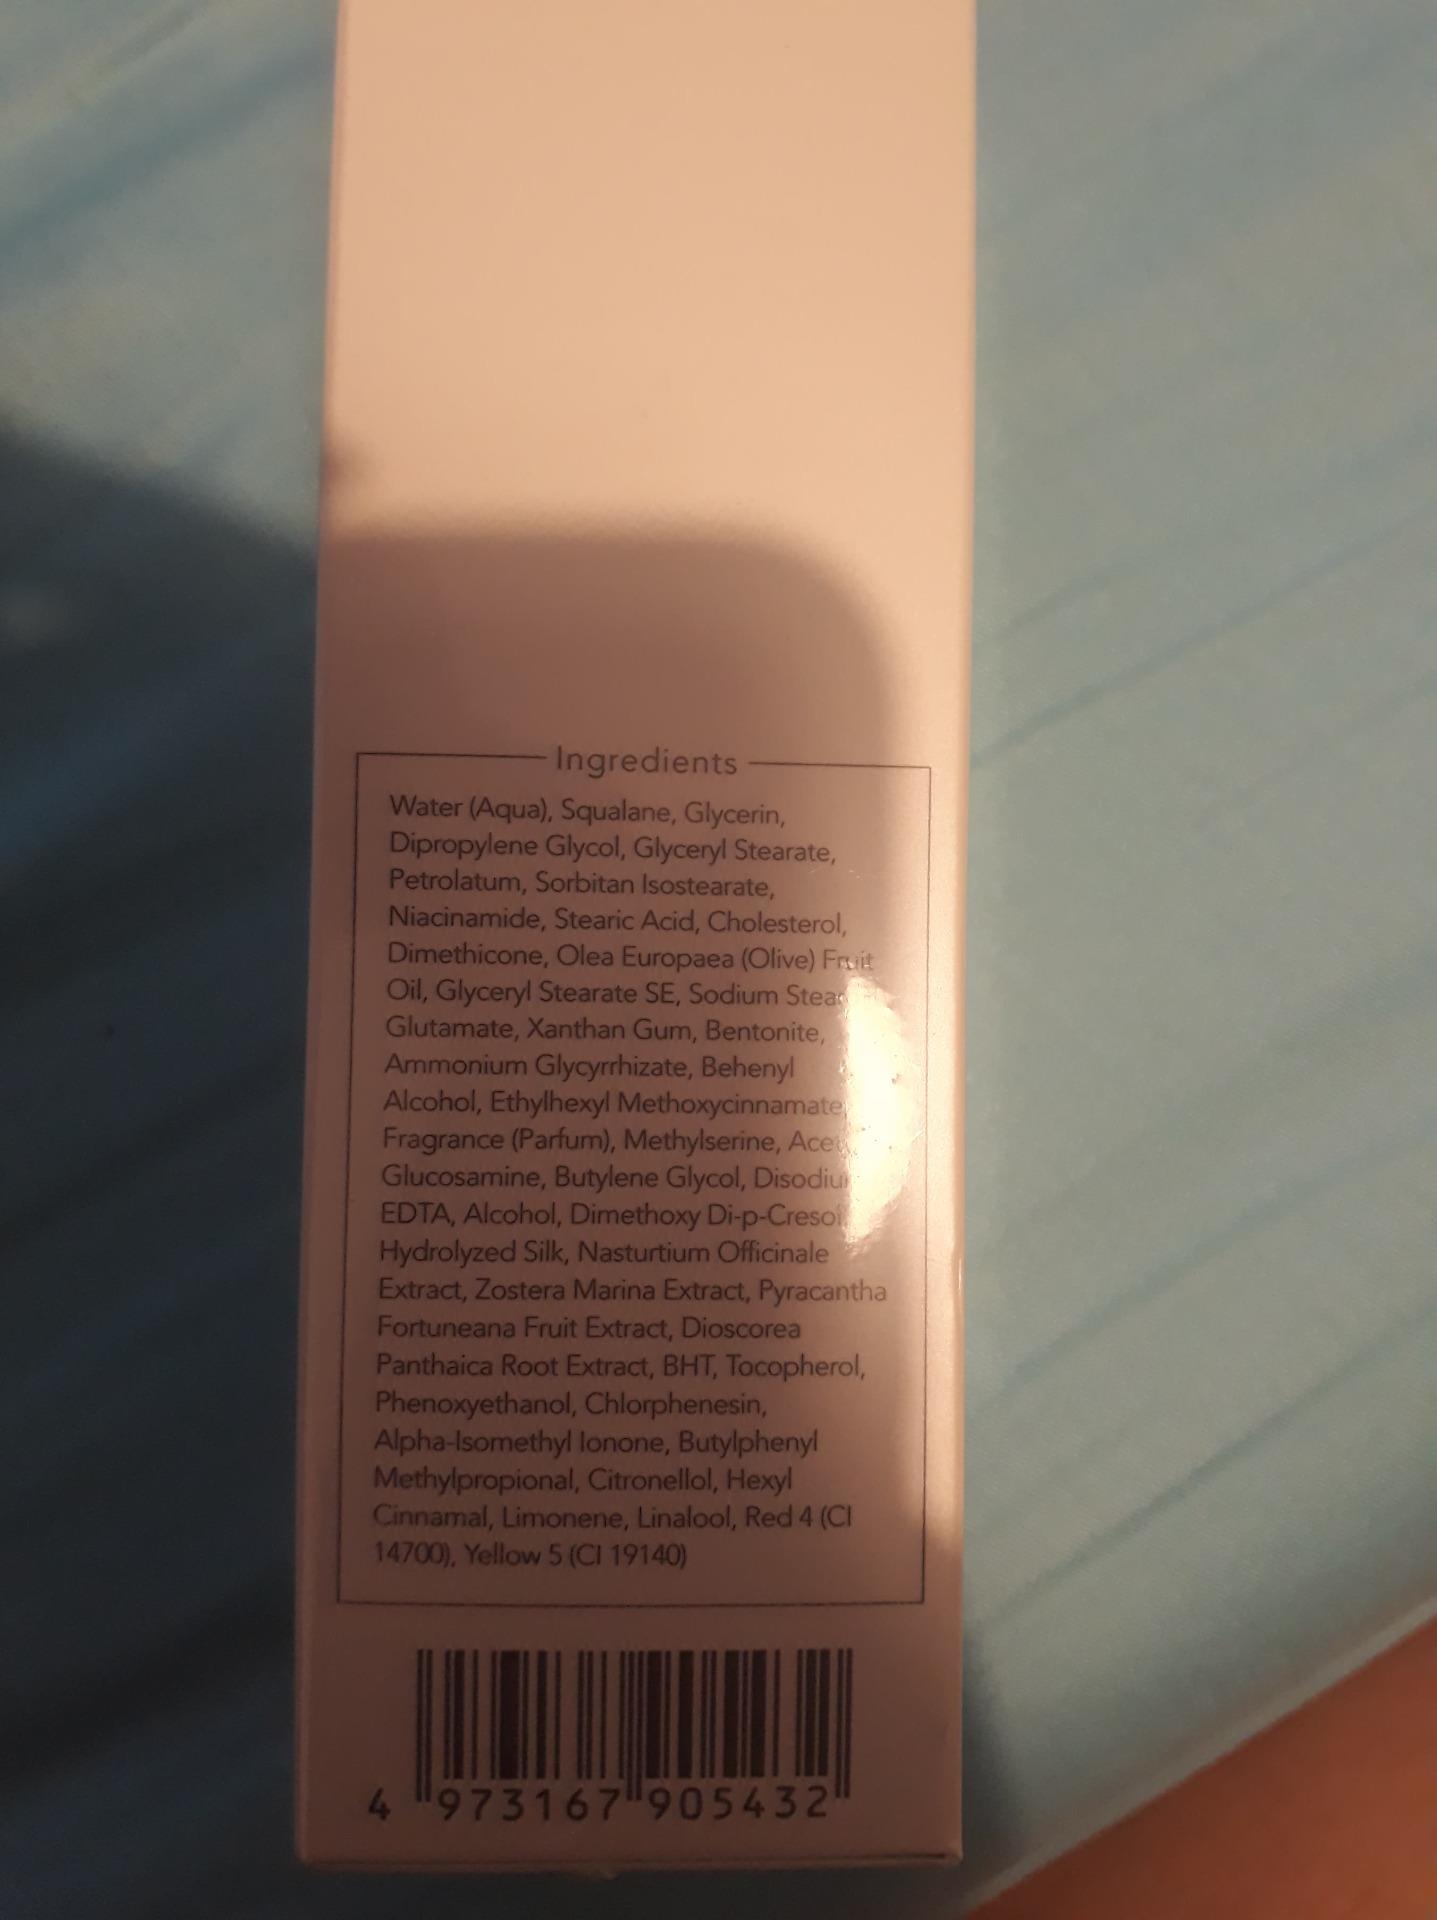 Ingredients
Water (Aqua), Squalane, Glycerin,
Dipropylene Glycol, Glyceryl Stearate,
Petrolatum, Sorbitan Isostearate,
Niacinamide, Stearic Acid, Cholesterol,
Dimethicone, Olea Europaea (Olive) Fruit
Oil, Glyceryl Stearate SE, Sodium
Glutamate, Xanthan Gum, Bentonite,
Ammonium Glycyrrhizate, Behenyl
Alcohol, Ethylhexyl Methoxycinnamate
Fragrance (Parfum), Methylserine,
Glucosamine, Butylene Glycol,
EDTA, Alcohol, Dimethoxy
Hydrolyzed Silk, Nasturtium Officinale
Extract, Zostera Marina Extract, Pyracantha
Fortuneana Fruit Extract, Dioscorea
Panthaica Root Extract, BHT, Tocopherol,
Phenoxyethanol, Chlorphenesin,
Alpha-Isomethyl Ionone, Butylphenyl
Methylpropional, Citronellol, Hexyl
Cinnamal, Limonene, Linalool, Red 4 (CI
14700), Yellow 5 (CI 19140)
4 973167 905432